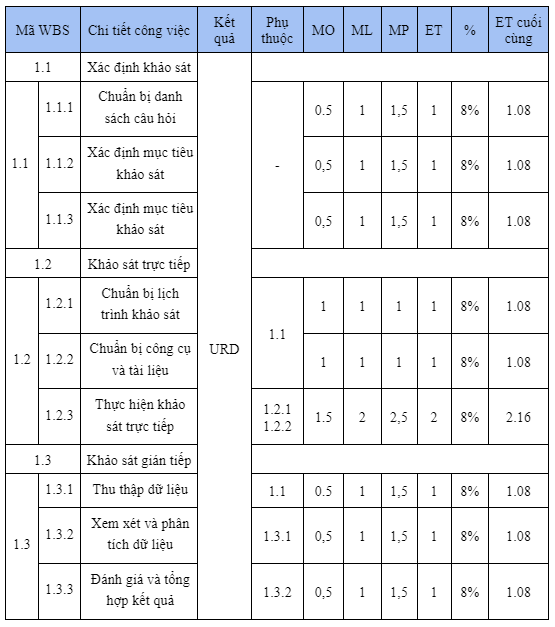 Mã WBS Chi tiết công việc Kết quả Phụ thuộc MO ML MP ET % ET cuối cùng
1.1 Xác định khảo sát
1.1
1.1.1 Chuẩn bị danh sách câu hỏi 0.5 1 1,5 1 8% 1.08
1.1.2 Xác định mục tiêu khảo sát - 0,5 1 1,5 1 8% 1.08
1.1.3 Xác định mục tiêu khảo sát 0,5 1 1,5 1 8% 1.08
1.2 Khảo sát trực tiếp
1.2
1.2.1 Chuẩn bị lịch trình khảo sát 1 1 1 1 8% 1.08
1.1
URD
1.2.2 Chuẩn bị công cụ và tài liệu 1 1 1 1 8% 1.08
1.2.3 Thực hiện khảo sát trực tiếp 1.2.1 1.2.2 1.5 2 2,5 2 8% 2.16
1.3 Khảo sát gián tiếp
1.3
1.3.1 Thu thập dữ liệu 1.1 0.5 1 1,5 1 8% 1.08
1.3.2 Xem xét và phân tích dữ liệu 1.3.1 0,5 1 1,5 1 8% 1.08
1.3.3 Đánh giá và tổng hợp kết quả 1.3.2 0,5 1 1,5 1 8% 1.08